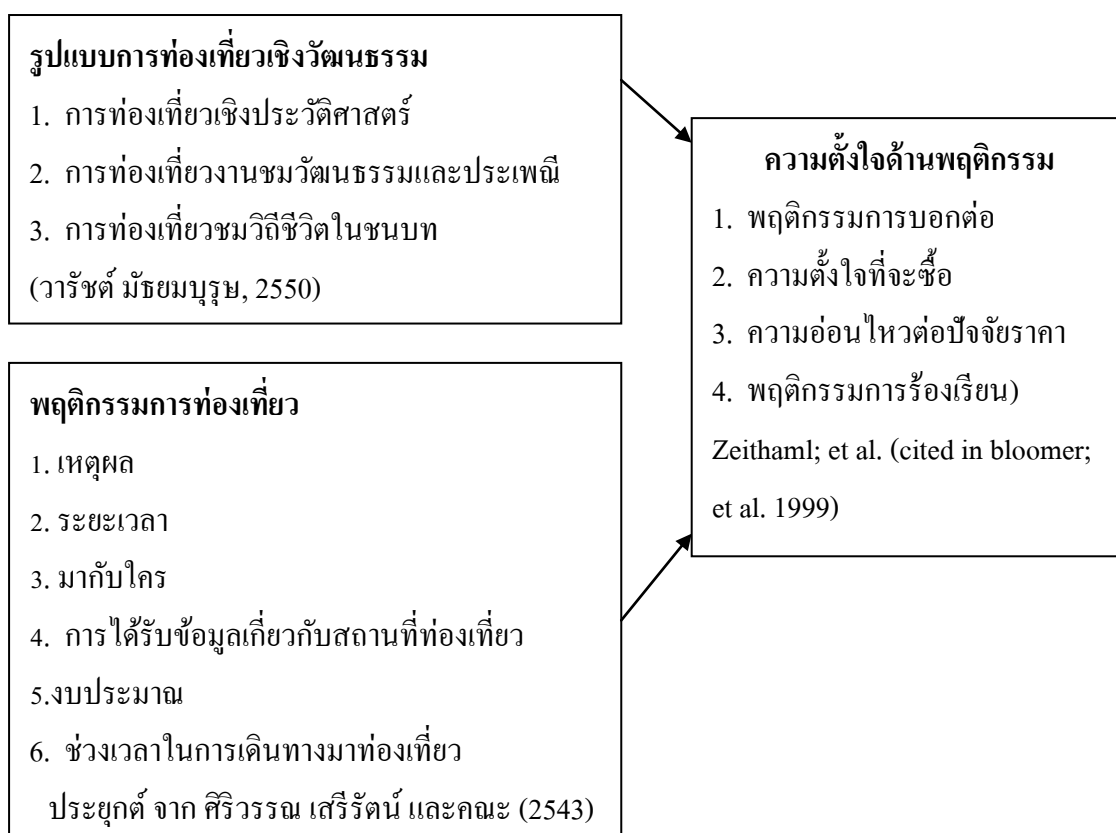 รูปแบบการท่องเที่ยวเชิงวัฒนธรรม
1. การท่องเที่ยวเชิงประวัติศาสตร์
2. การท่องเที่ยวงานชมวัฒนธรรมและประเพณี
3. การท่องเที่ยวชมวิถีชีวิตในชนบท
(วารัชต์ มัธยมบุรุษ, 2550)
พฤติกรรมการท่องเที่ยว
1. เหตุผล
2. ระยะเวลา
3. มากับใคร
4. การได้รับข้อมูลเกี่ยวกับสถานที่ท่องเที่ยว
5.งบประมาณ
6. ช่วงเวลาในการเดินทางมาท่องเที่ยว
ประยุกต์ จาก ศิริวรรณ เสรีรัตน์ และคณะ (2543)
ความตั้งใจด้านพฤติกรรม
1. พฤติกรรมการบอกต่อ
2. ความตั้งใจที่จะซื้อ
3. ความอ่อนไหวต่อปัจจัยราคา
4. พฤติกรรมการร้องเรียน)
Zeithaml; et al. (cited in bloomer;
et al. 1999)